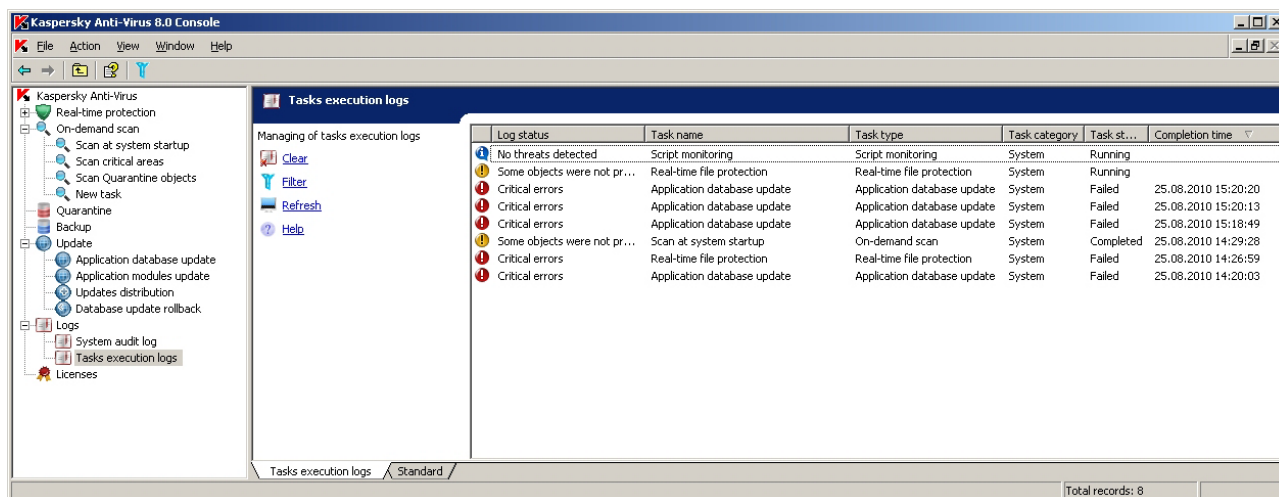 Kaspersky Anti-Virus 8.0 Console
File Action View Window Help
Kaspersky Anti-Virus
Real-time protection
On-demand scan
Scan at system startup
Scan critical areas
Scan Quarantine objects
New task
Quarantine
Backup
Update
Application database update
Application modules update
Updates distribution
Database update rollback
Logs
System audit log
Tasks execution logs
Licenses
Tasks execution logs
Managing of tasks execution logs
Clear
Filter
Refresh
Help
Log status Task name Task type Task category Task st... Completion time
No threats detected Script monitoring Script monitoring System Running
Some objects were not pr... Real-time file protection Real-time file protection System Running
Critical errors Application database update Application database update System Failed 25.08.2010 15:20:20
Critical errors Application database update Application database update System Failed 25.08.2010 15:20:13
Critical errors Application database update Application database update System Failed 25.08.2010 15:18:49
Some objects were not pr... Scan at system startup On-demand scan System Completed 25.08.2010 14:29:28
Critical errors Real-time file protection Real-time file protection System Failed 25.08.2010 14:26:59
Critical errors Application database update Application database update System Failed 25.08.2010 14:20:03
Tasks execution logs Standard
Total records: 8